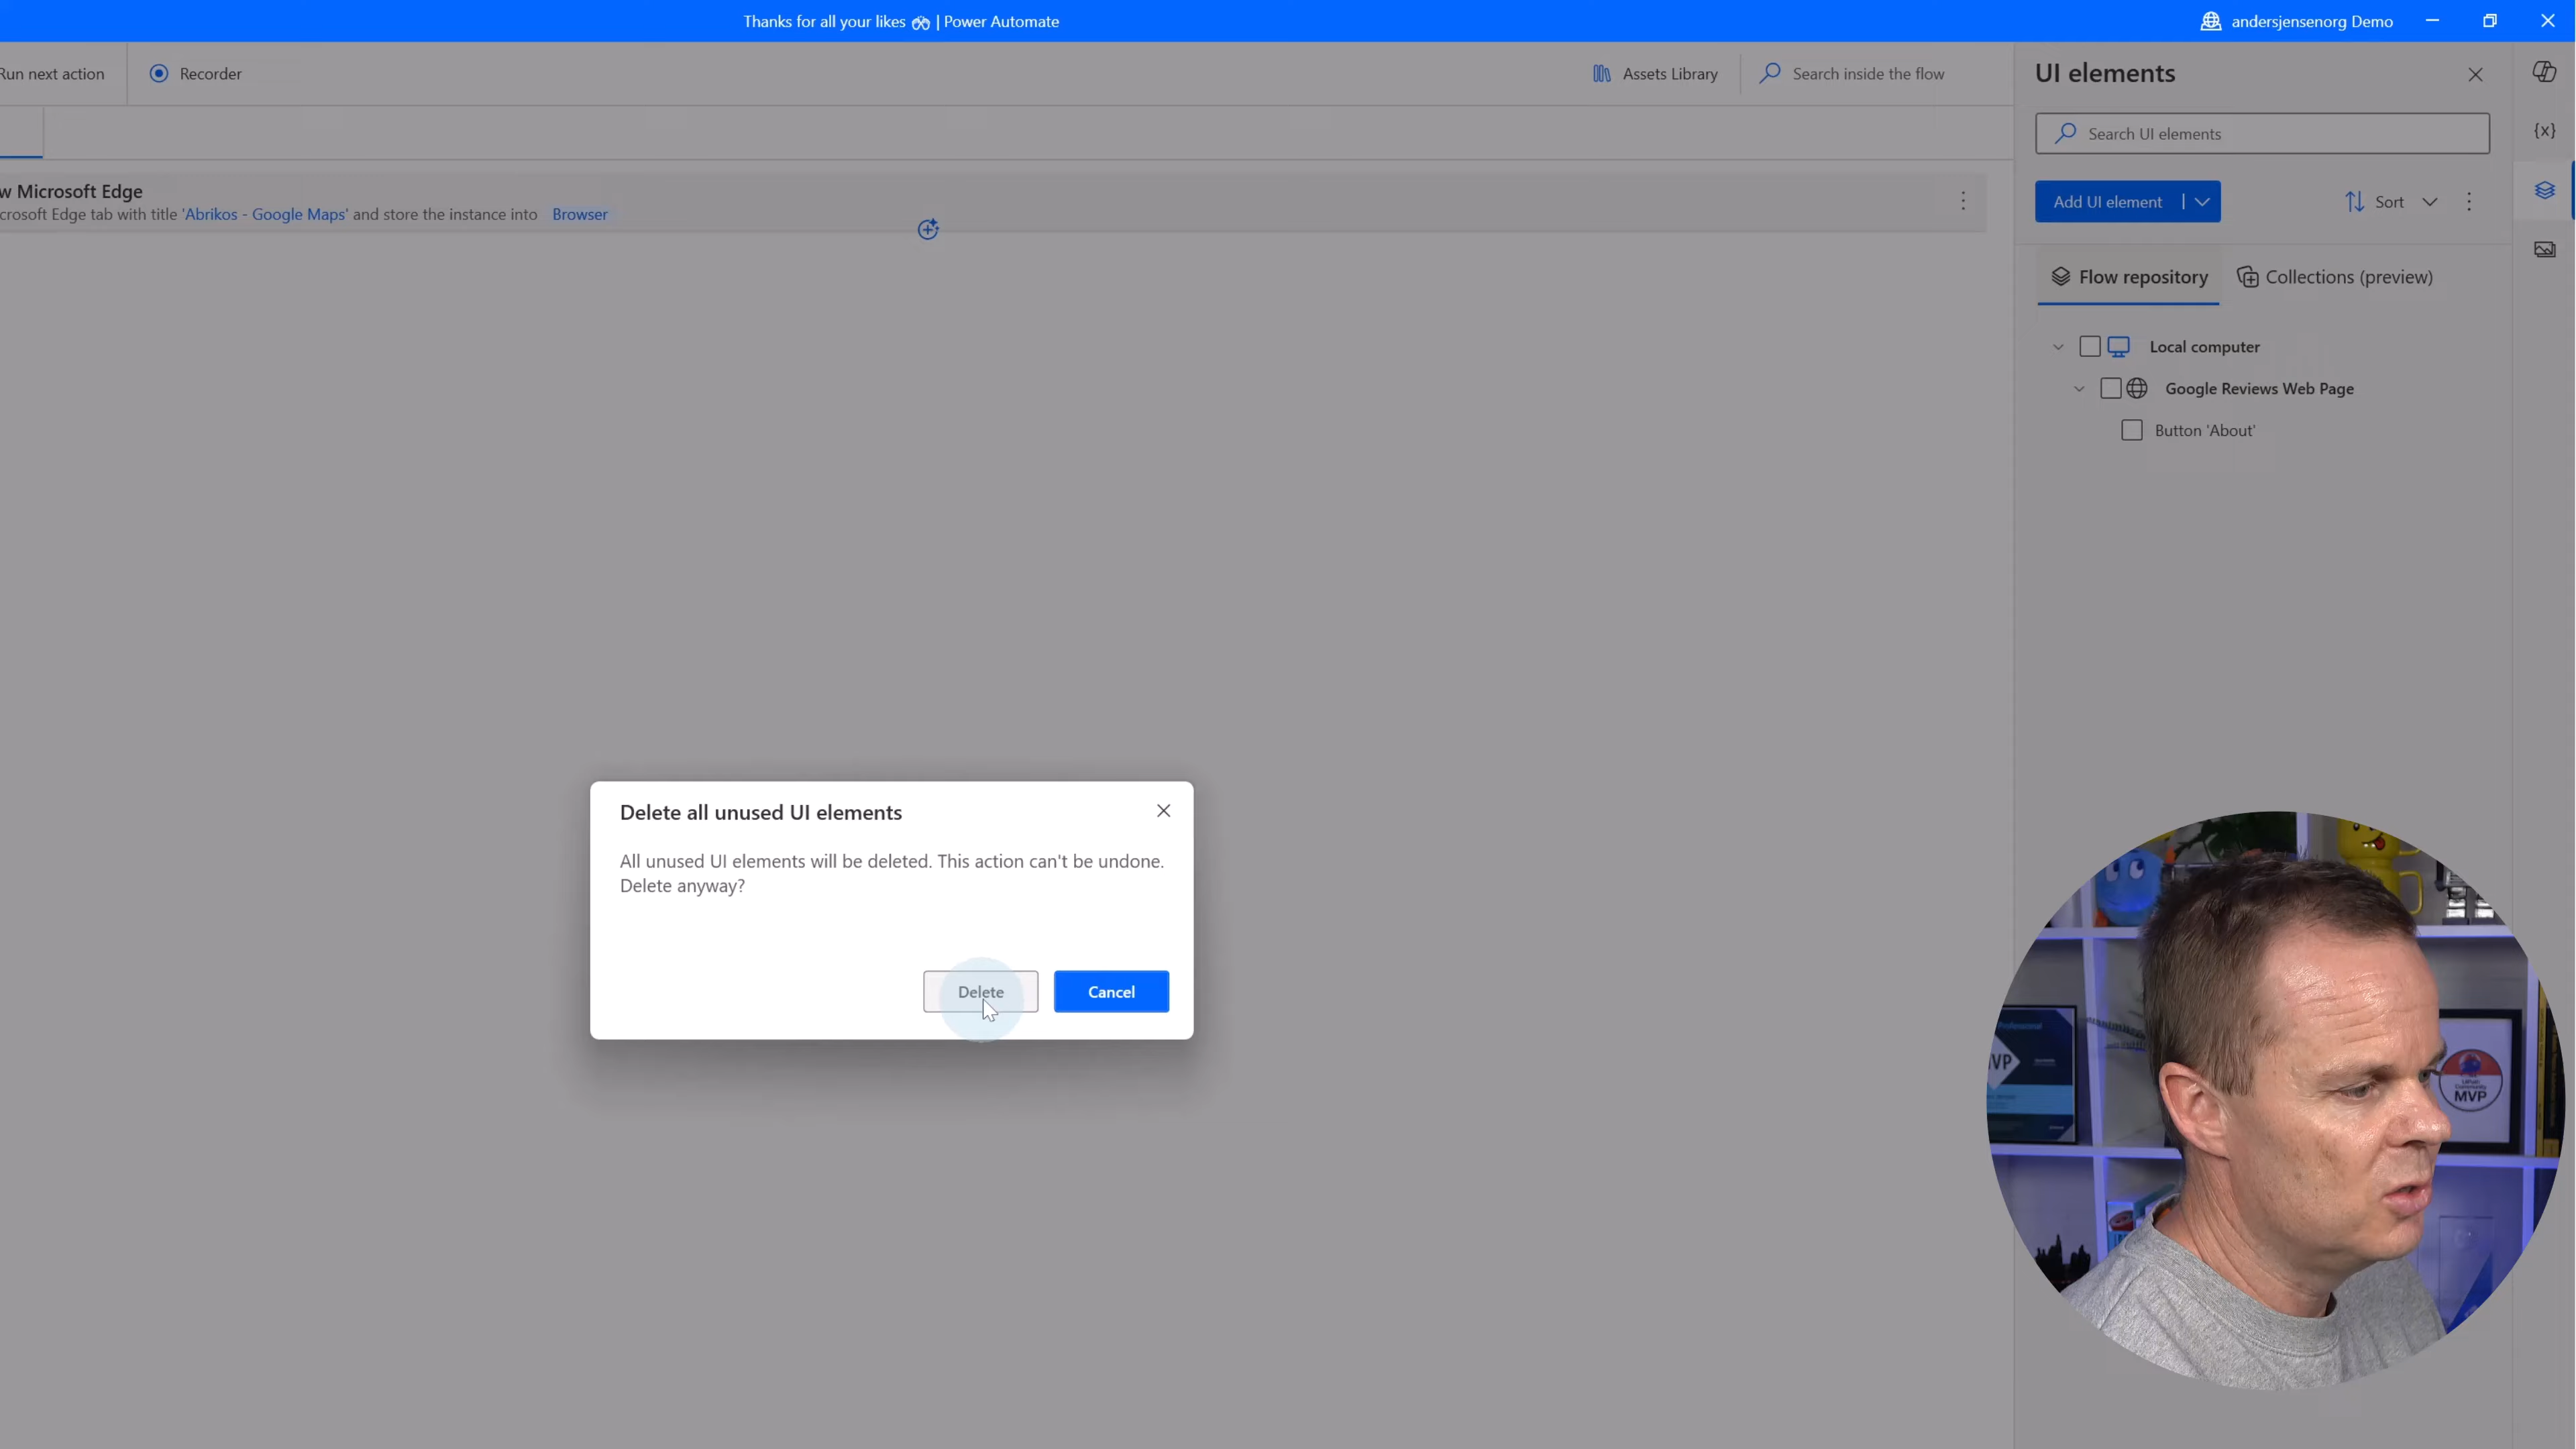 Thanks for all your likes | Power Automate
andersjensenorg Demo
Run next action
Recorder
Assets Library
Search inside the flow
UI elements
Search UI elements
w Microsoft Edge
crosoft Edge tab with title 'Abrikos - Google Maps' and store the instance into Browser
Add UI element
Sort
{x}
Flow repository
Collections (preview)
Local computer
Google Reviews Web Page
Button 'About'
Delete all unused UI elements
All unused UI elements will be deleted. This action can't be undone.
Delete anyway?
Delete
Cancel
VP
MVP